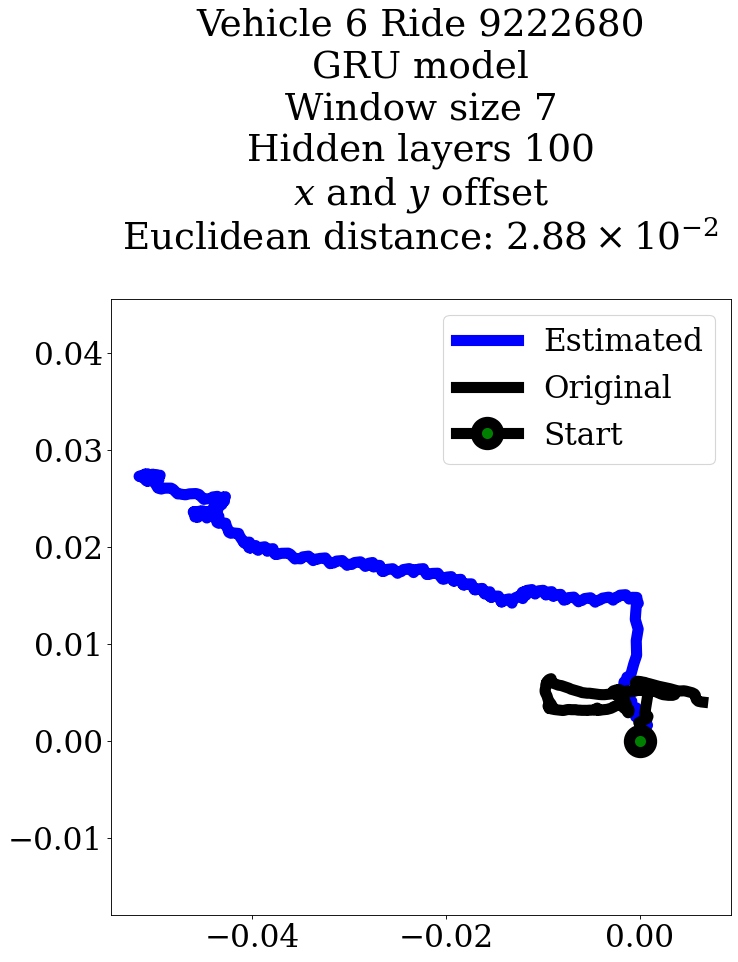 Vehicle 6 Ride 9222680
GRU model
Window size 7
Hidden layers 100
x and y offset
Euclidean distance: 2.88 × 10⁻²
Estimated
Original
Start
0.04
0.03
0.02
0.01
0.00
−0.01
−0.04
−0.02
0.00